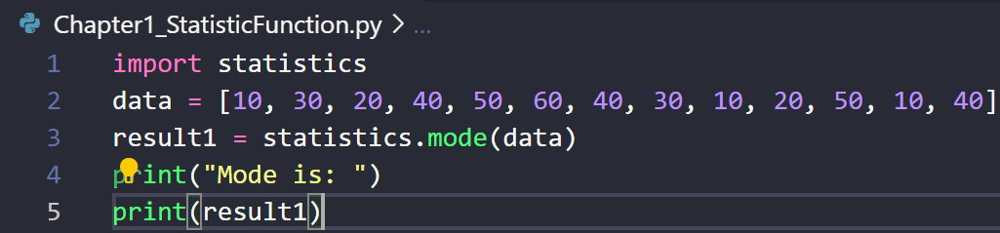 Chapter1_StatisticFunction.py > ...
1 import statistics
2 data = [10, 30, 20, 40, 50, 60, 40, 30, 10, 20, 50, 10, 40]
3 result1 = statistics.mode(data)
4 print("Mode is: ")
5 print(result1)